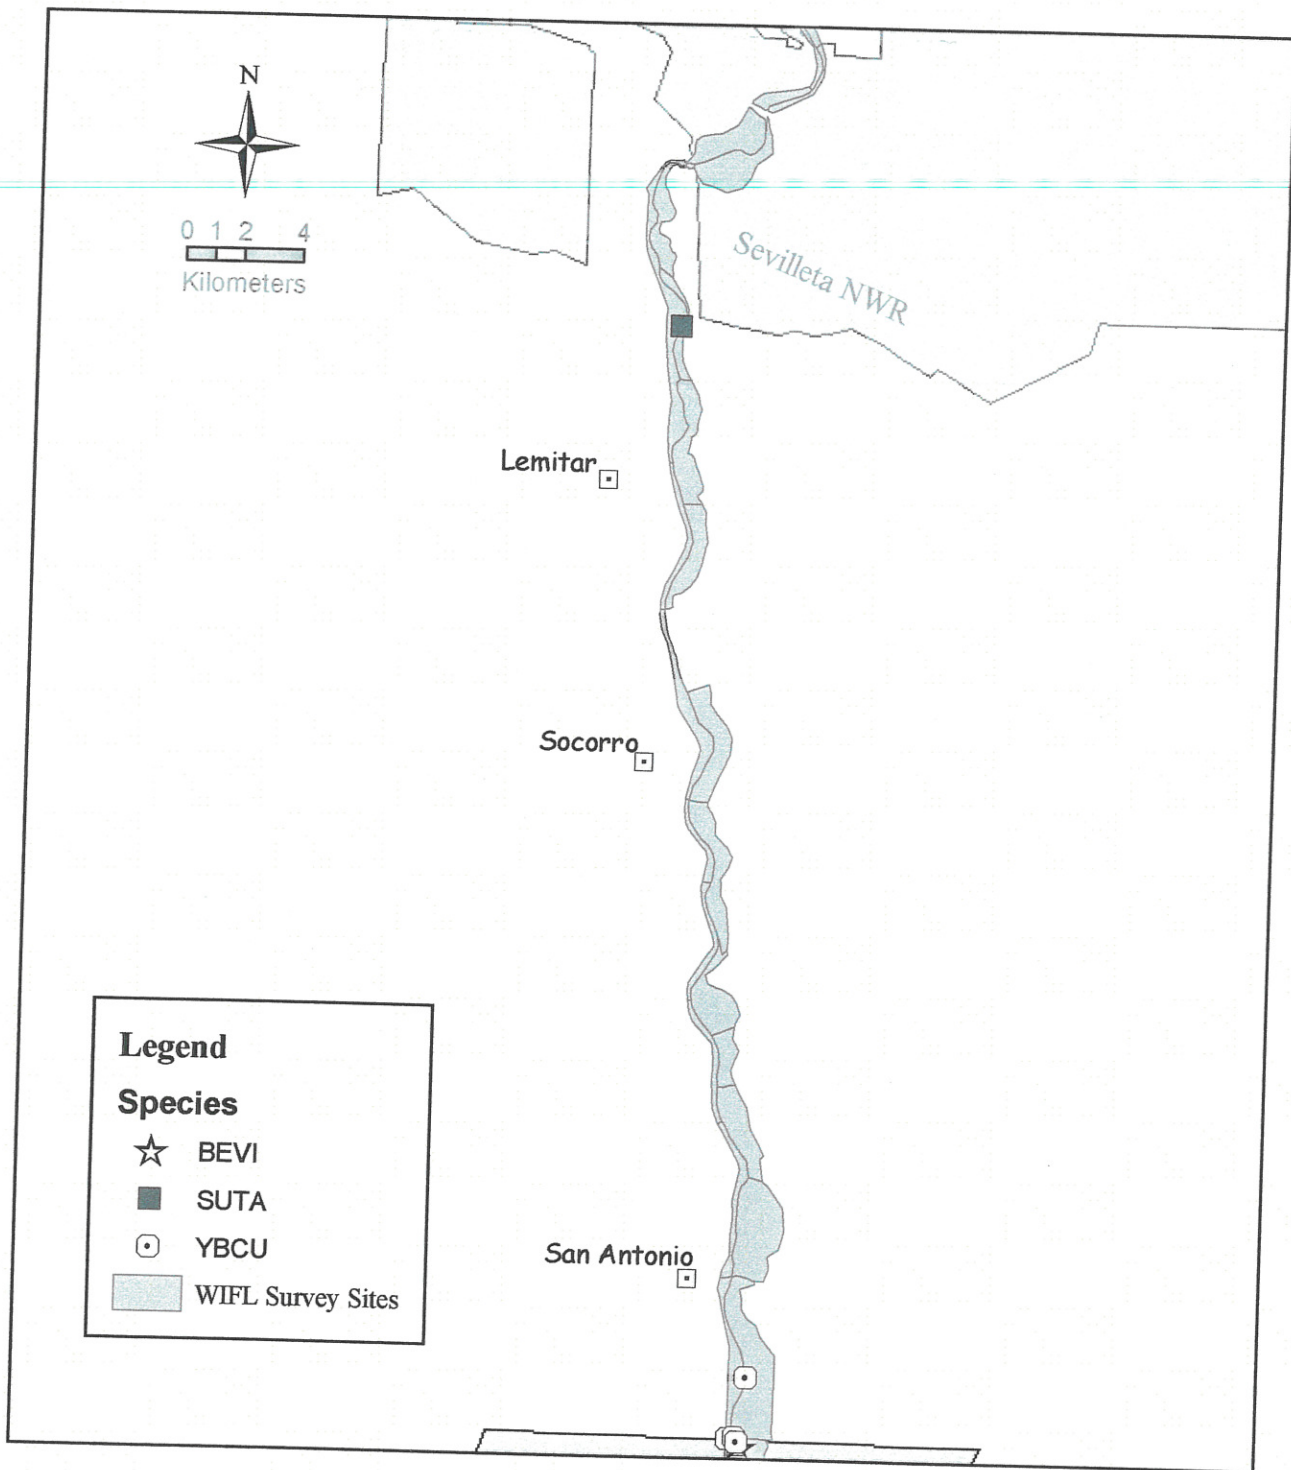 N
0 1 2 4
Kilometers
Sevilleta NWR
Lemitar
Socorro
San Antonio
Legend
Species
BEVI
SUTA
YBCU
WIFL Survey Sites